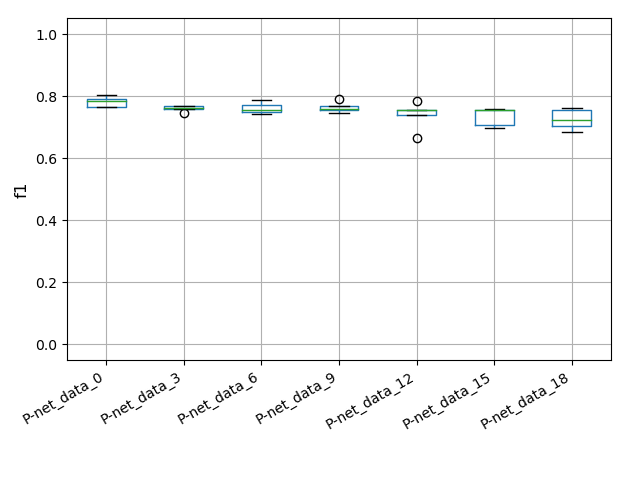 1.0
0.8
0.6
0.4
0.2
0.0
f1
P-net_data_0
P-net_data_3
P-net_data_6
P-net_data_9
P-net_data_12
P-net_data_15
P-net_data_18